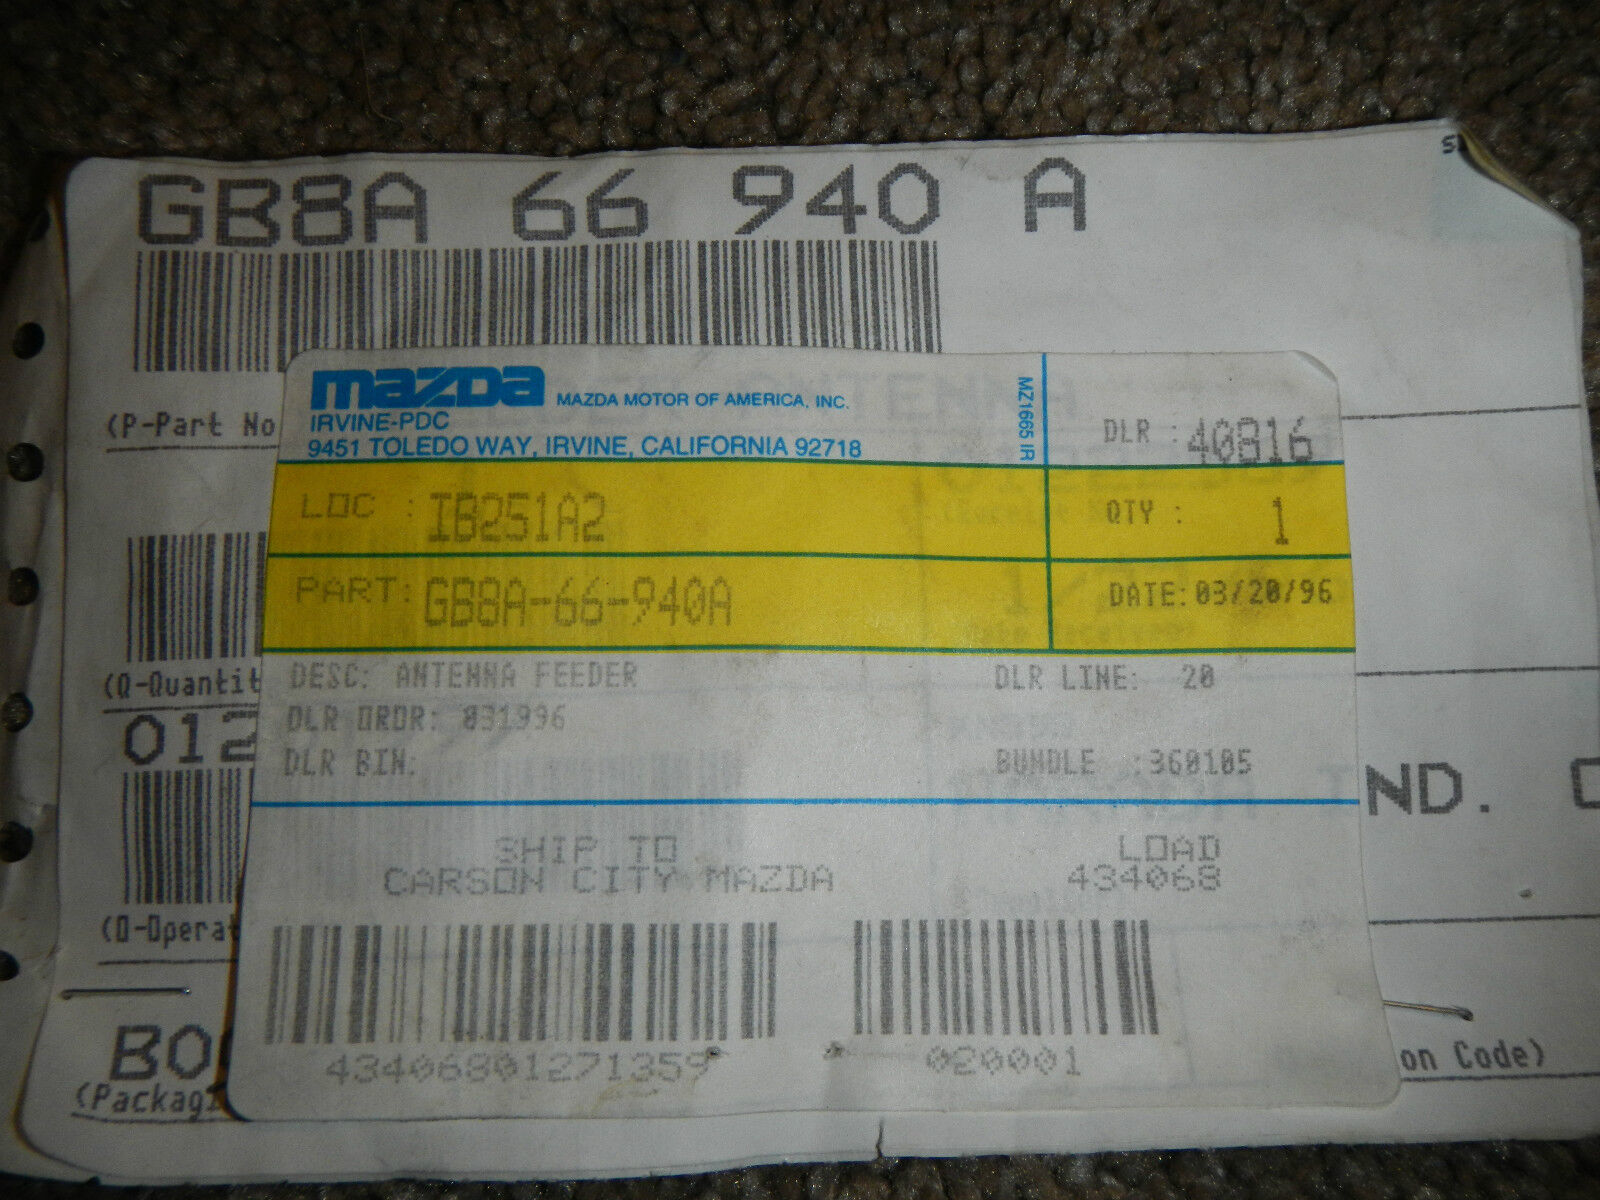 GB8A 66 940 A
(P-Part No
mazda MAZDA MOTOR OF AMERICA, INC.
IRVINE-PDC
9451 TOLEDO WAY, IRVINE, CALIFORNIA 92718
MZ1665 IR
DLR : 40816
LOC : IB251A2
QTY : 1
PART: GB8A-66-940A
DATE: 03/20/96
DESC: ANTENNA FEEDER
DLR LINE: 20
DLR ORDR: 031996
DLR BIN:
BUNDLE :360105
SHIP TO
CARSON CITY MAZDA
LOAD
434068
43406801271359
020001
(Q-Quantit
012
(O-Operat
ND.
BO
(Packagi
on Code)